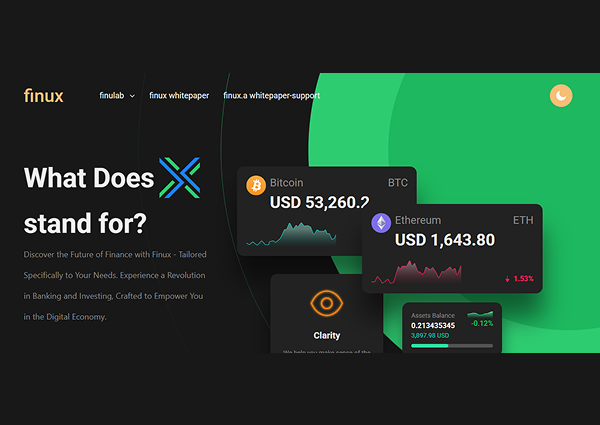 finux
finulab
finux whitepaper
finux.a whitepaper-support
What Does
stand for?
Discover the Future of Finance with Finux - Tailored
Specifically to Your Needs. Experience a Revolution
in Banking and Investing, Crafted to Empower You
in the Digital Economy.
Bitcoin
BTC
USD 53,260.2
Ethereum
ETH
USD 1,643.80
1.53%
Clarity
We help you make sense of the
Assets Balance
0.213435345
3,897.98 USD
-0.12%